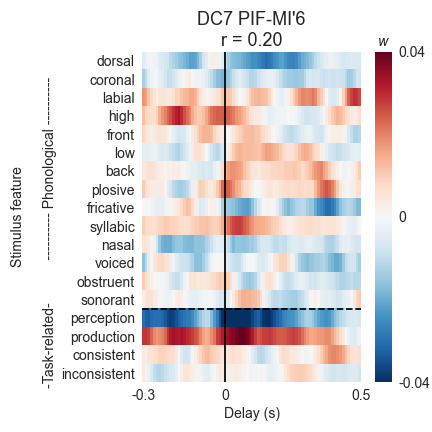 DC7 PIF-MI'6
r = 0.20
w
dorsal
coronal
labial
high
front
low
back
plosive
fricative
syllabic
nasal
voiced
obstruent
sonorant
perception
production
consistent
inconsistent
Stimulus feature
---------- Phonological ----------
-Task-related-
0.04
0
-0.04
-0.3
0
0.5
Delay (s)